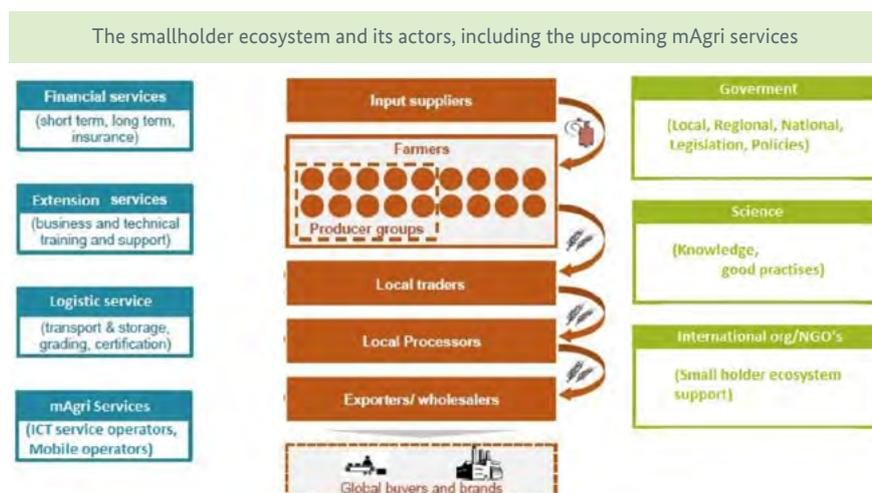 The smallholder ecosystem and its actors, including the upcoming mAgri services
Financial services
(short term, long term,
insurance)
Extension services
(business and technical
training and support)
Logistic service
(transport & storage,
grading, certification)
mAgri Services
(ICT service operators,
Mobile operators)
Input suppliers
Farmers
Producer groups
Local traders
Local Processors
Exporters/ wholesalers
Global buyers and brands
Goverment
(Local, Regional, National,
Legislation, Policies)
Science
(Knowledge,
good practises)
International org/NGO's
(Small holder ecosystem
support)